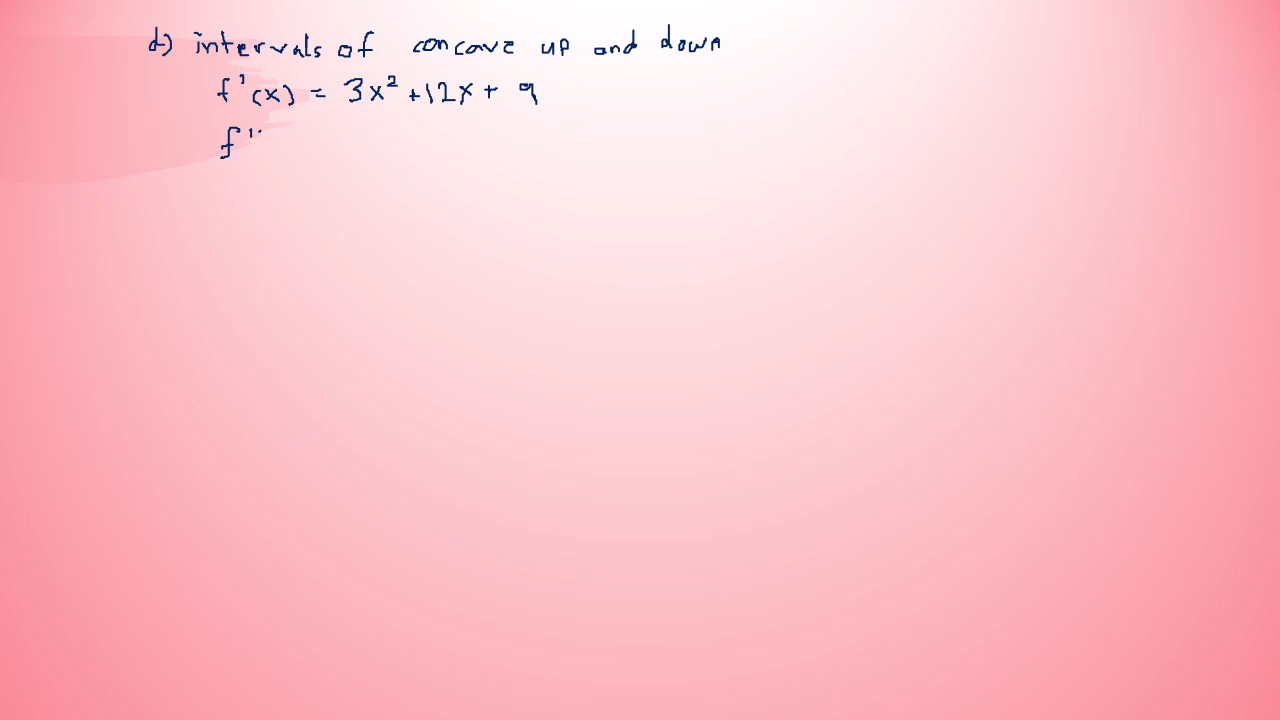 d) intervals of concave up and down
f'(x) = 3x² + 12x + 9
f''